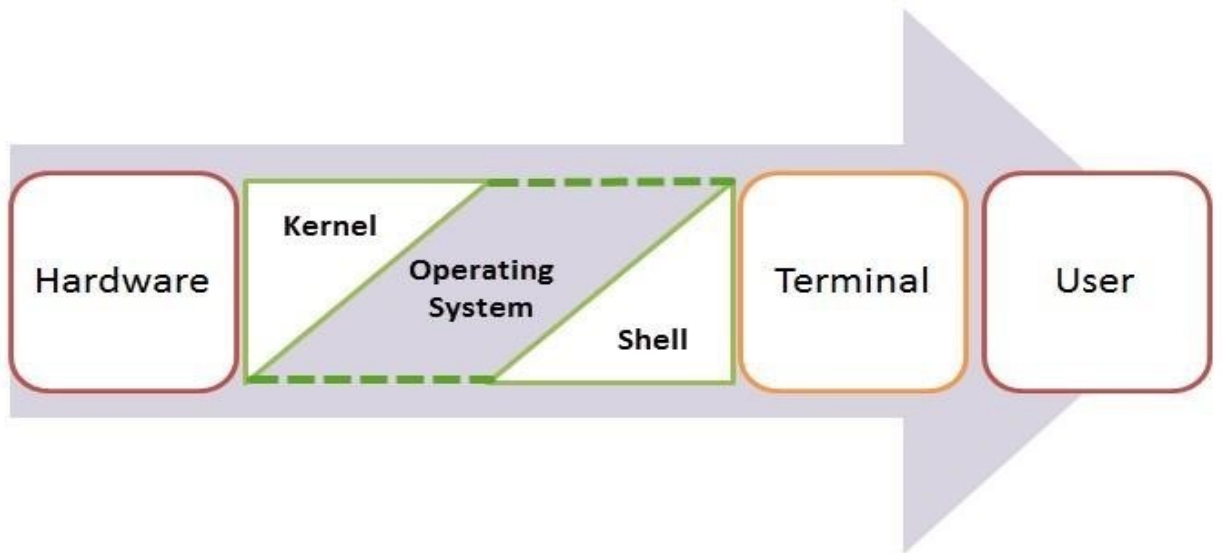 Hardware
Kernel
Operating
System
Shell
Terminal
User